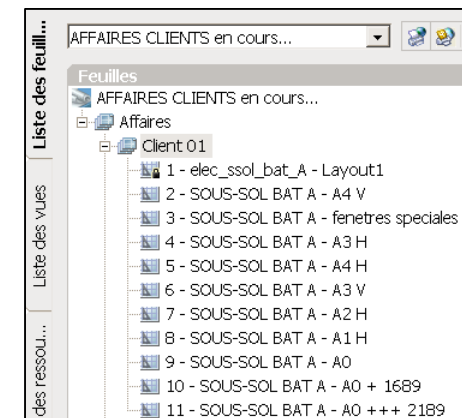 Liste des feuill...
Liste des vues
des ressou...
AFFAIRES CLIENTS en cours...
Feuilles
AFFAIRES CLIENTS en cours...
Affaires
Client 01
1 - elec_ssol_bat_A - Layout1
2 - SOUS-SOL BAT A - A4 V
3 - SOUS-SOL BAT A - fenetres speciales
4 - SOUS-SOL BAT A - A3 H
5 - SOUS-SOL BAT A - A4 H
6 - SOUS-SOL BAT A - A3 V
7 - SOUS-SOL BAT A - A2 H
8 - SOUS-SOL BAT A - A1 H
9 - SOUS-SOL BAT A - A0
10 - SOUS-SOL BAT A - A0 + 1689
11 - SOUS-SOL BAT A - A0 +++ 2189